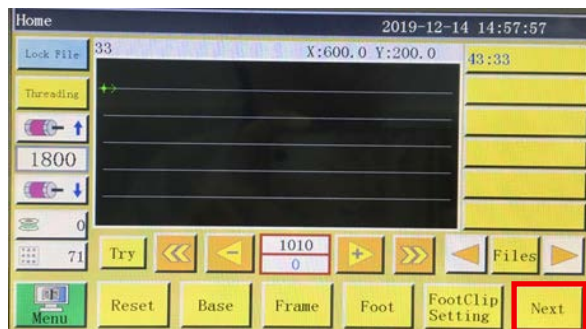 Home 2019-12-14 14:57:57
Lock File 33 X:600.0 Y:200.0 43:33
Threading
1800
0
71 Try 1010 Files
0
Menu Reset Base Frame Foot FootClip Setting Next